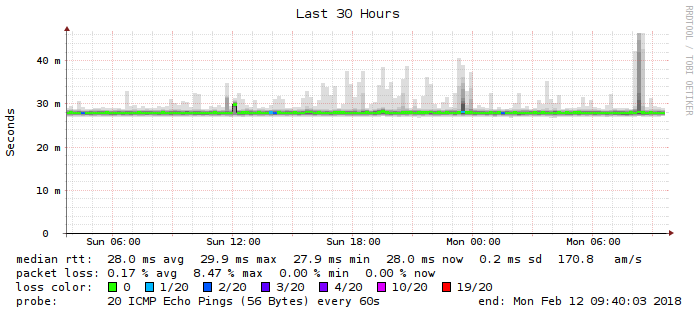 Last 30 Hours
RRDTOOL / TOBI OETIKER
Seconds
40 m
30 m
20 m
10 m
0
Sun 06:00 Sun 12:00 Sun 18:00 Mon 00:00 Mon 06:00
median rtt: 28.0 ms avg 29.9 ms max 27.9 ms min 28.0 ms now 0.2 ms sd 170.8 am/s
packet loss: 0.17 % avg 8.47 % max 0.00 % min 0.00 % now
loss color: 0 1/20 2/20 3/20 4/20 10/20 19/20
probe: 20 ICMP Echo Pings (56 Bytes) every 60s end: Mon Feb 12 09:40:03 2018